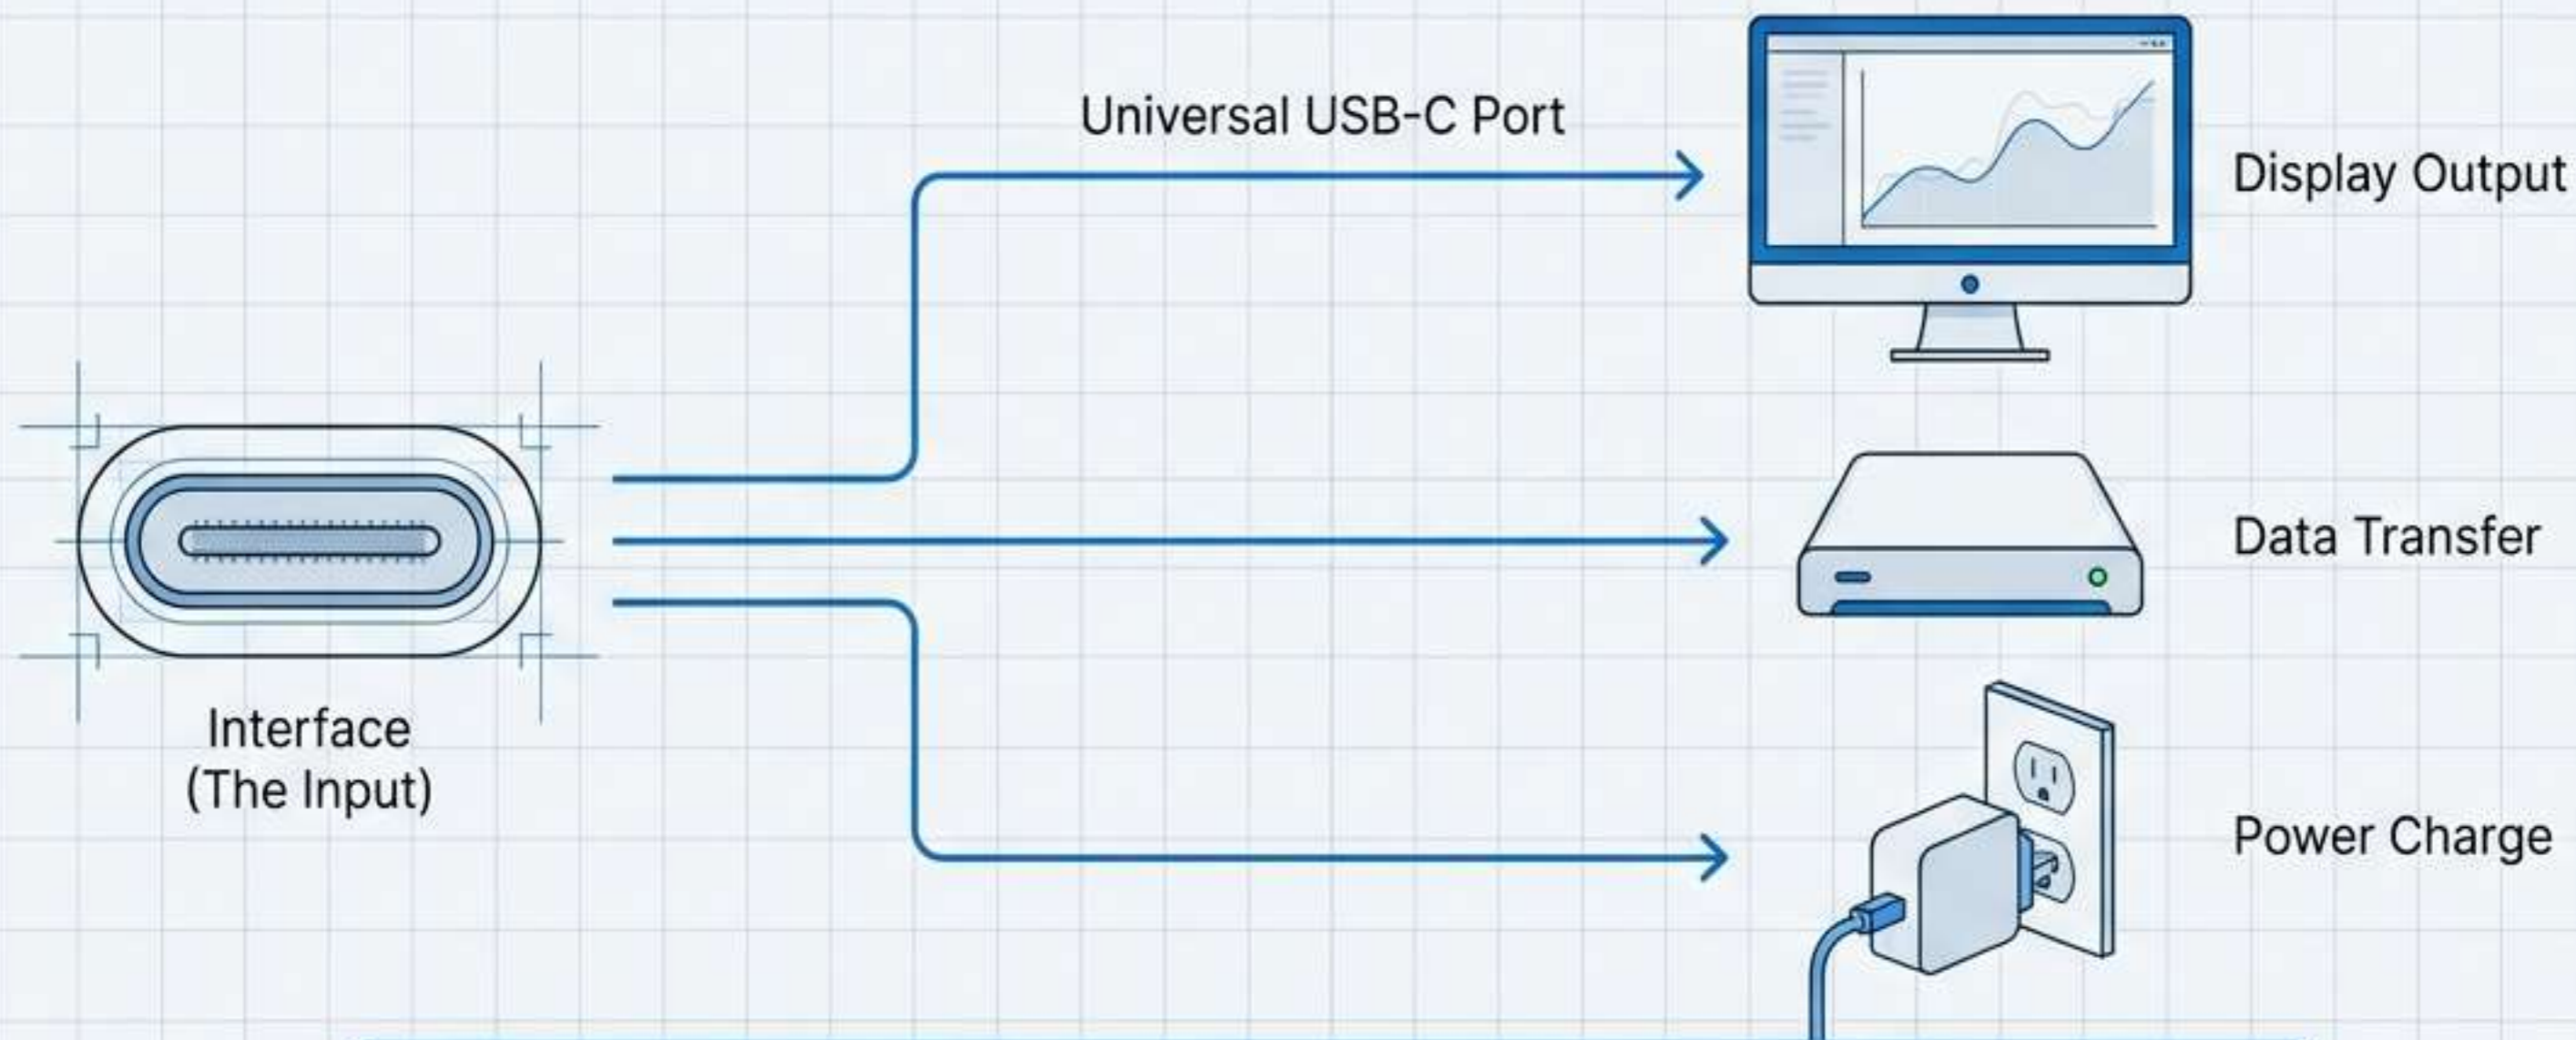 Universal USB-C Port
Display Output
Interface
(The Input)
Data Transfer
Power Charge